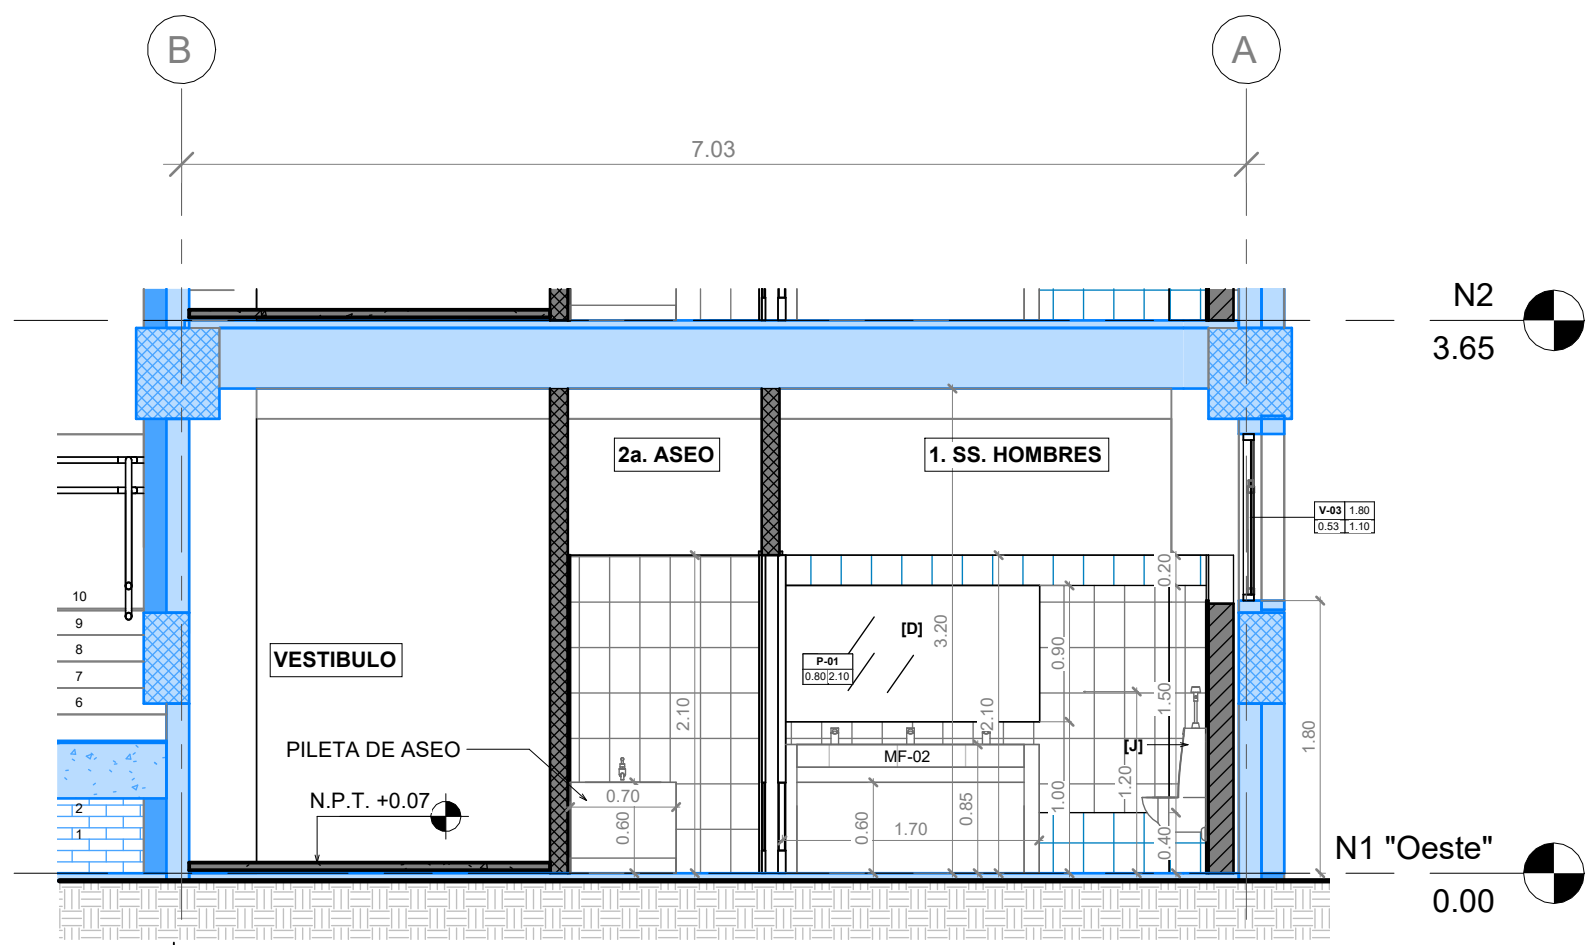 B
A
7.03
N2
3.65
2a. ASEO
1. SS. HOMBRES
V-03 1.80
0.53 1.10
0.20
10
9
8
7
6
2
1
VESTIBULO
[D]
3.20
P-01
0.80 2.10
0.90
2.10
2.10
1.50
1.80
PILETA DE ASEO
MF-02
[J]
1.20
N.P.T. +0.07
0.70
0.60
0.60
1.70
0.85
1.00
0.40
N1 "Oeste"
0.00